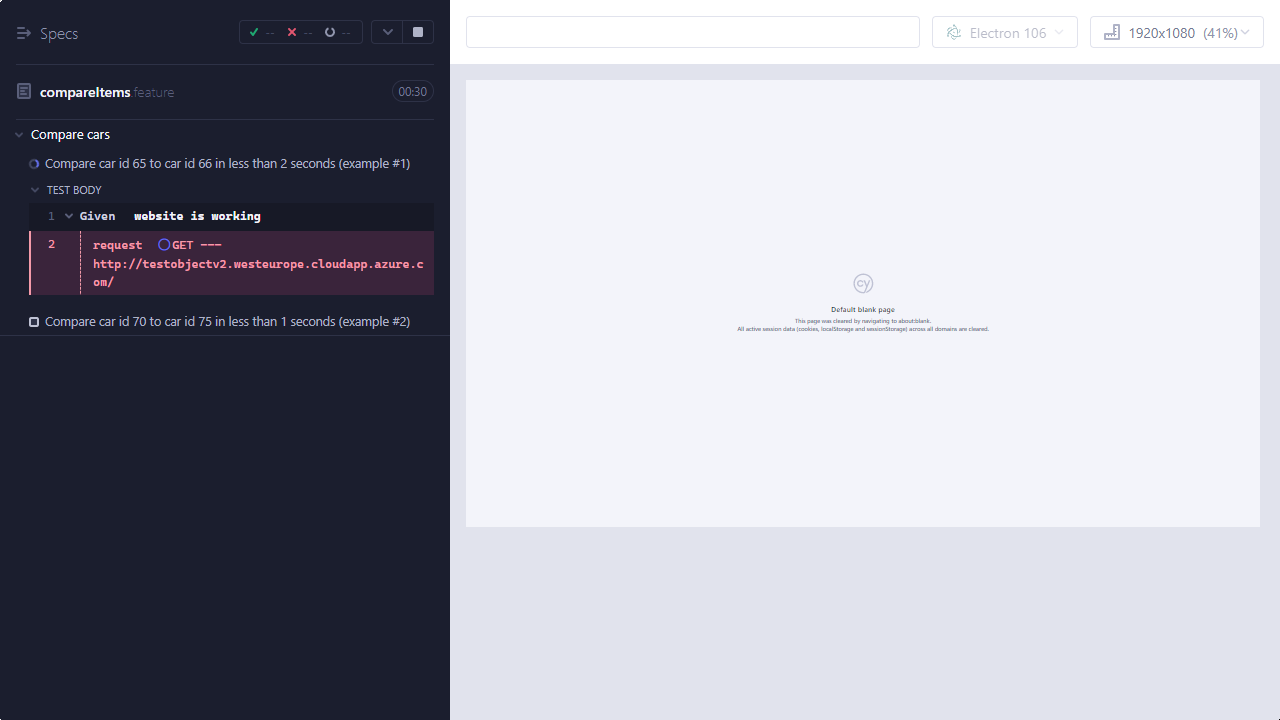 Specs
-- -- --
Electron 106
1920x1080 (41%)
compareItems.feature
00:30
Compare cars
Compare car id 65 to car id 66 in less than 2 seconds (example #1)
TEST BODY
1 Given website is working
2 request GET ---
http://testobjectv2.westeurope.cloudapp.azure.c
om/
Compare car id 70 to car id 75 in less than 1 seconds (example #2)
cy
Default blank page
This page was cleared by navigating to about:blank.
All active session data (cookies, localStorage and sessionStorage) across all domains are cleared.